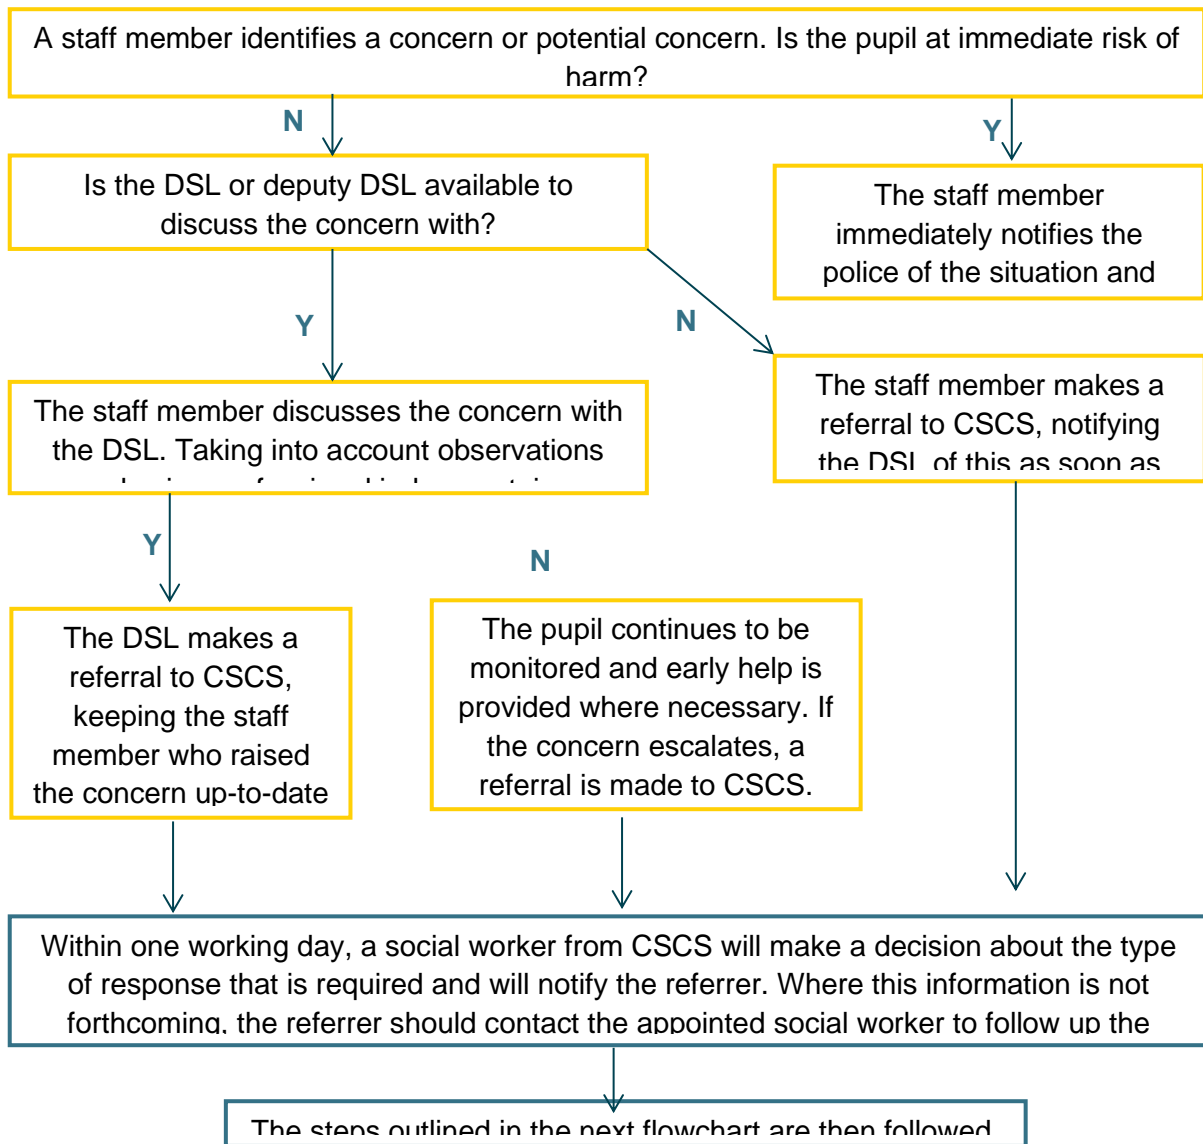 A staff member identifies a concern or potential concern. Is the pupil at immediate risk of
harm?
N
Y
Is the DSL or deputy DSL available to
discuss the concern with?
The staff member
immediately notifies the
police of the situation and
Y
N
The staff member discusses the concern with
the DSL. Taking into account observations
The staff member makes a
referral to CSCS, notifying
the DSL of this as soon as
Y
N
The DSL makes a
referral to CSCS,
keeping the staff
member who raised
the concern up-to-date
The pupil continues to be
monitored and early help is
provided where necessary. If
the concern escalates, a
referral is made to CSCS.
Within one working day, a social worker from CSCS will make a decision about the type
of response that is required and will notify the referrer. Where this information is not
forthcoming, the referrer should contact the appointed social worker to follow up the
The steps outlined in the next flowchart are then followed